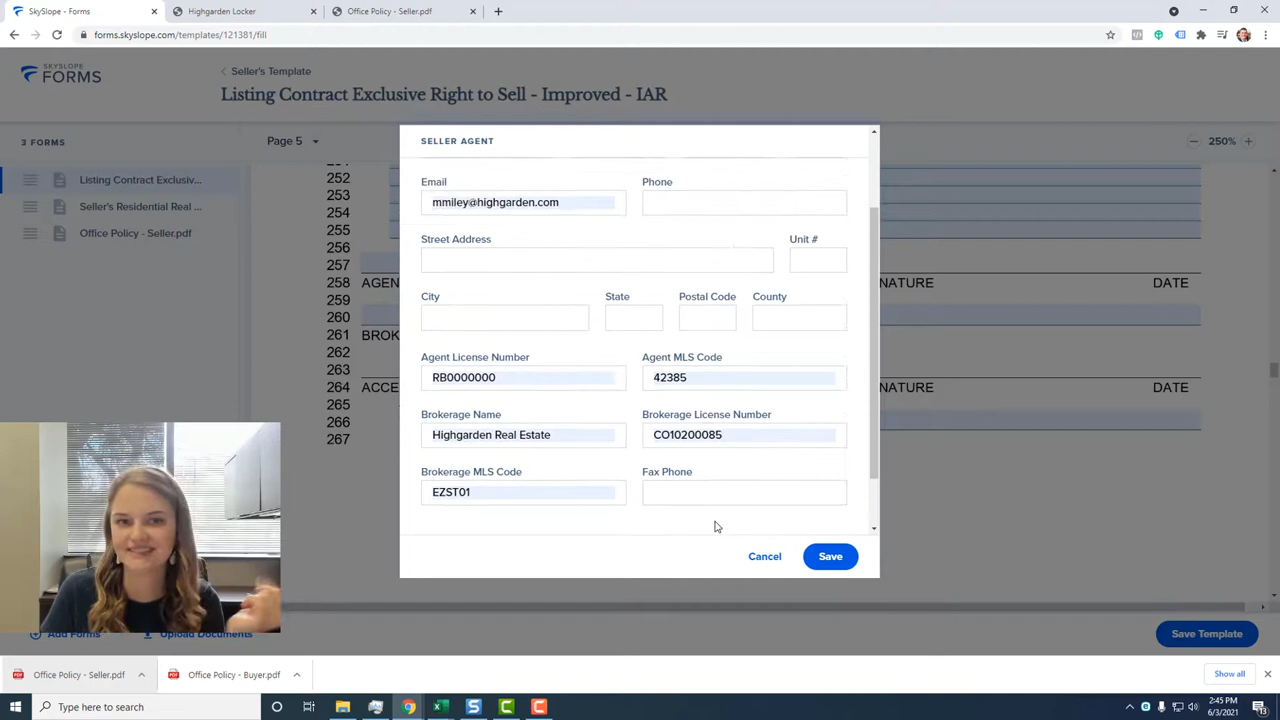 SkySlope - Forms
Highgarden Locker
Office Policy - Seller.pdf
forms.skyslope.com/templates/121381/fill
SKYSLOPE
FORMS
Seller's Template
Listing Contract Exclusive Right to Sell - Improved - IAR
3 FORMS
Page 5
250%
SELLER AGENT
Listing Contract Exclusiv...
Seller's Residential Real ...
Office Policy - Seller.pdf
Email
Phone
mmiley@highgarden.com
Street Address
Unit #
City
State
Postal Code
County
Agent License Number
Agent MLS Code
RB0000000
42385
Brokerage Name
Brokerage License Number
Highgarden Real Estate
CO10200085
Brokerage MLS Code
Fax Phone
EZST01
Cancel
Save
252
253
254
255
256
257
258 AGEN NATURE DATE
259
260
261 BROK
262
263
264 ACCE NATURE DATE
265
266
267
Add Forms
Upload Documents
Save Template
Office Policy - Seller.pdf
Office Policy - Buyer.pdf
Show all
Type here to search
2:45 PM
6/3/2021
13